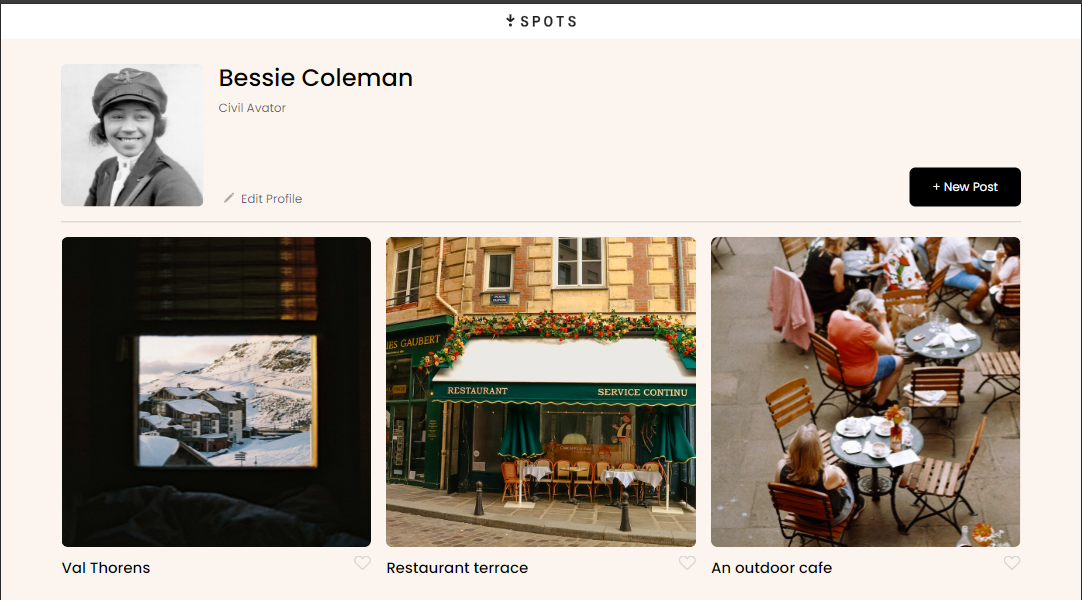 SPOTS
Bessie Coleman
Civil Avator
Edit Profile
+ New Post
PLACE
IES GAUBERT
RESTAURANT SERVICE CONTINU
Val Thorens
Restaurant terrace
An outdoor cafe